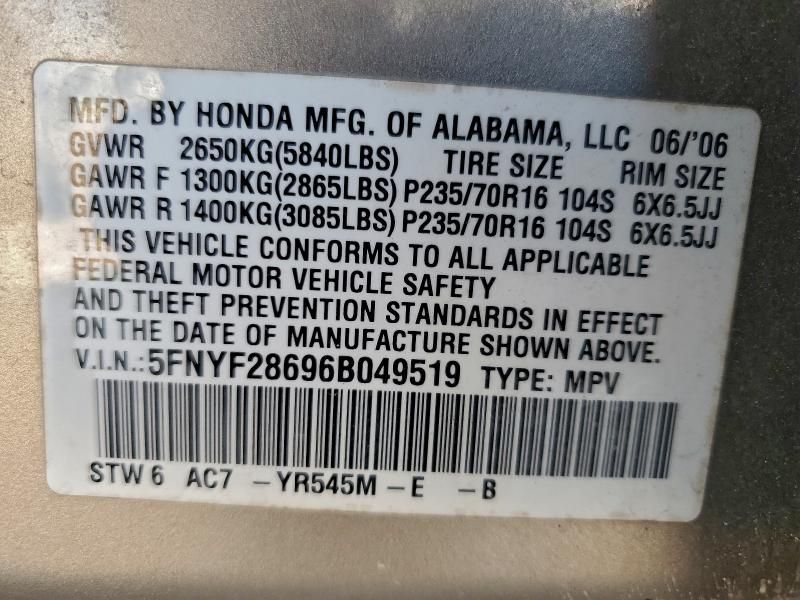 MFD. BY HONDA MFG. OF ALABAMA, LLC 06/'06
GVWR 2650KG(5840LBS) TIRE SIZE RIM SIZE
GAWR F 1300KG(2865LBS) P235/70R16 104S 6X6.5JJ
GAWR R 1400KG(3085LBS) P235/70R16 104S 6X6.5JJ
THIS VEHICLE CONFORMS TO ALL APPLICABLE
FEDERAL MOTOR VEHICLE SAFETY
AND THEFT PREVENTION STANDARDS IN EFFECT
ON THE DATE OF MANUFACTURE SHOWN ABOVE.
V.I.N.:5FNYF28696B049519 TYPE: MPV
STW6 AC7 -YR545M-E -B